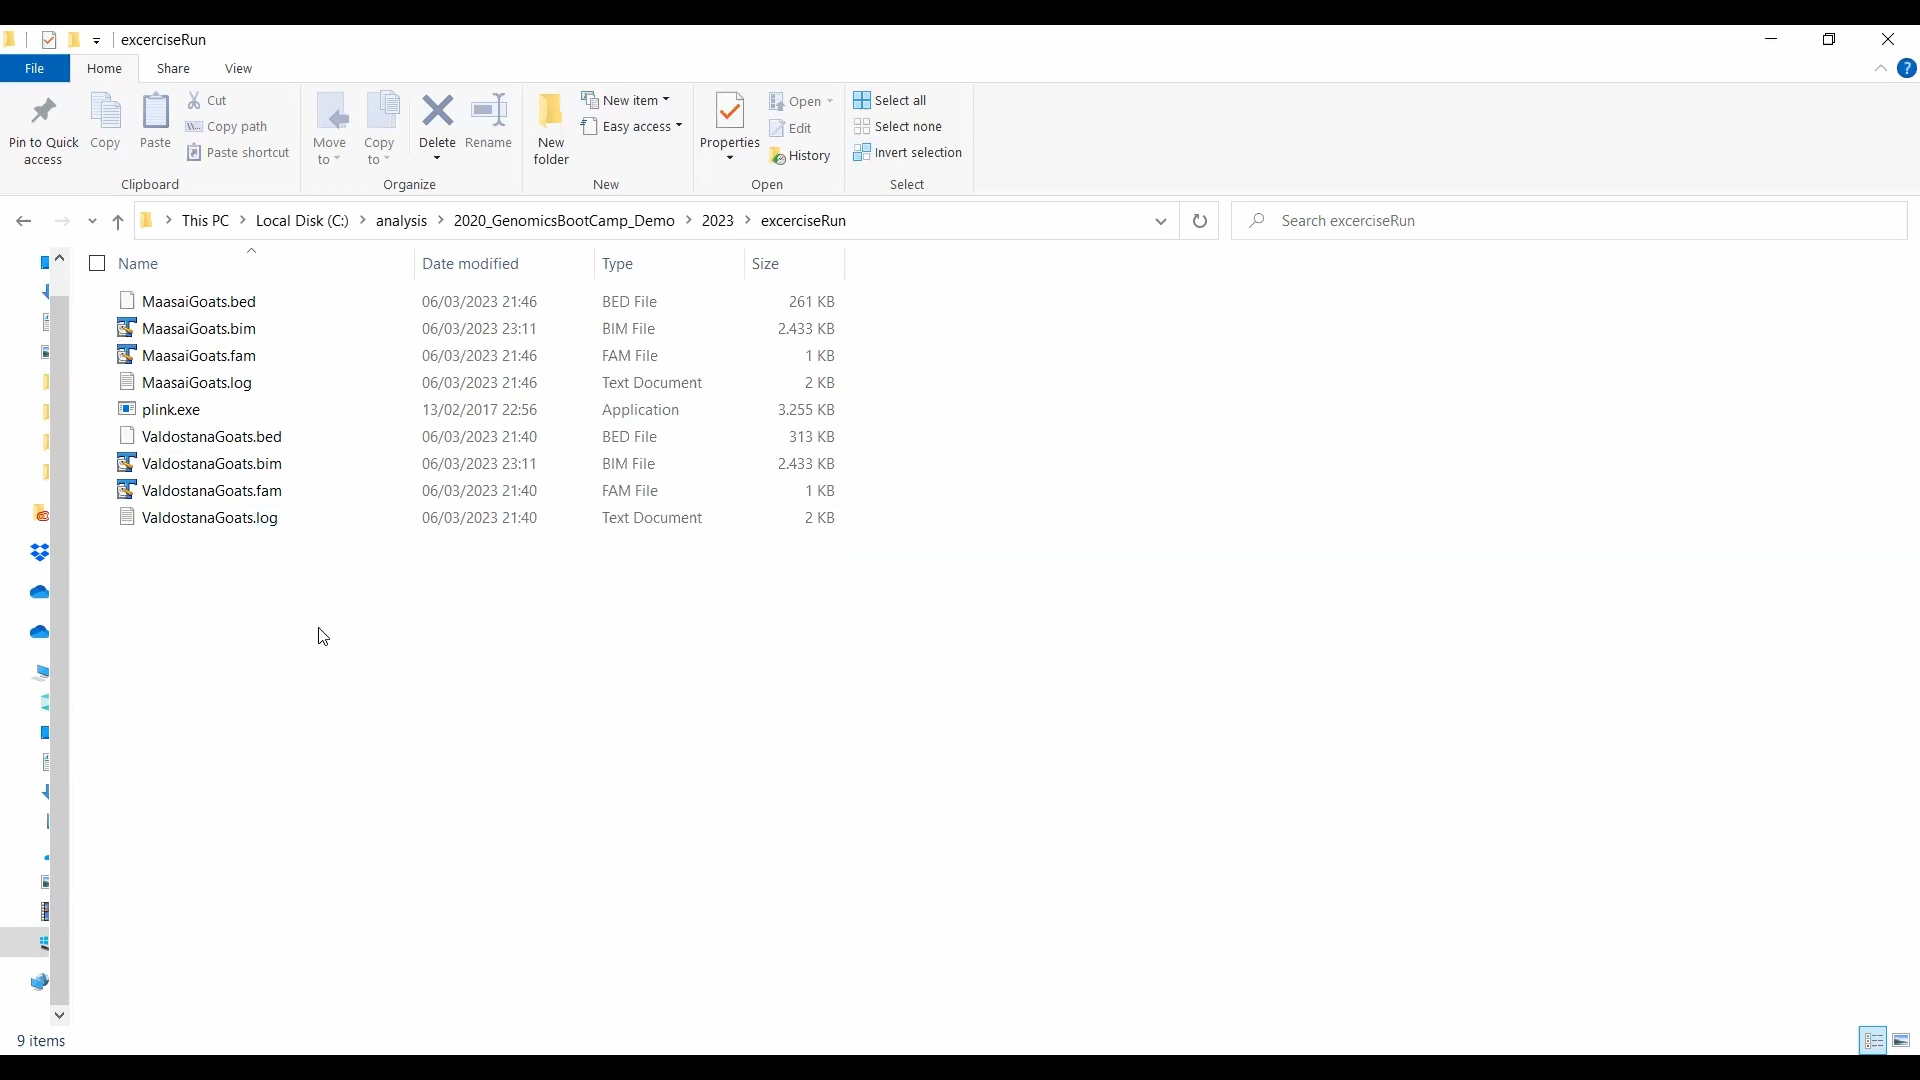 excerciseRun
File Home Share View
Pin to Quick access
Copy
Paste
Cut
Copy path
Paste shortcut
Clipboard
Move to
Copy to
Delete
Rename
Organize
New folder
New item
Easy access
New
Properties
Open
Edit
History
Open
Select all
Select none
Invert selection
Select
This PC > Local Disk (C:) > analysis > 2020_GenomicsBootCamp_Demo > 2023 > excerciseRun
Search excerciseRun
Name Date modified Type Size
MaasaiGoats.bed 06/03/2023 21:46 BED File 261 KB
MaasaiGoats.bim 06/03/2023 23:11 BIM File 2.433 KB
MaasaiGoats.fam 06/03/2023 21:46 FAM File 1 KB
MaasaiGoats.log 06/03/2023 21:46 Text Document 2 KB
plink.exe 13/02/2017 22:56 Application 3.255 KB
ValdostanaGoats.bed 06/03/2023 21:40 BED File 313 KB
ValdostanaGoats.bim 06/03/2023 23:11 BIM File 2.433 KB
ValdostanaGoats.fam 06/03/2023 21:40 FAM File 1 KB
ValdostanaGoats.log 06/03/2023 21:40 Text Document 2 KB
9 items